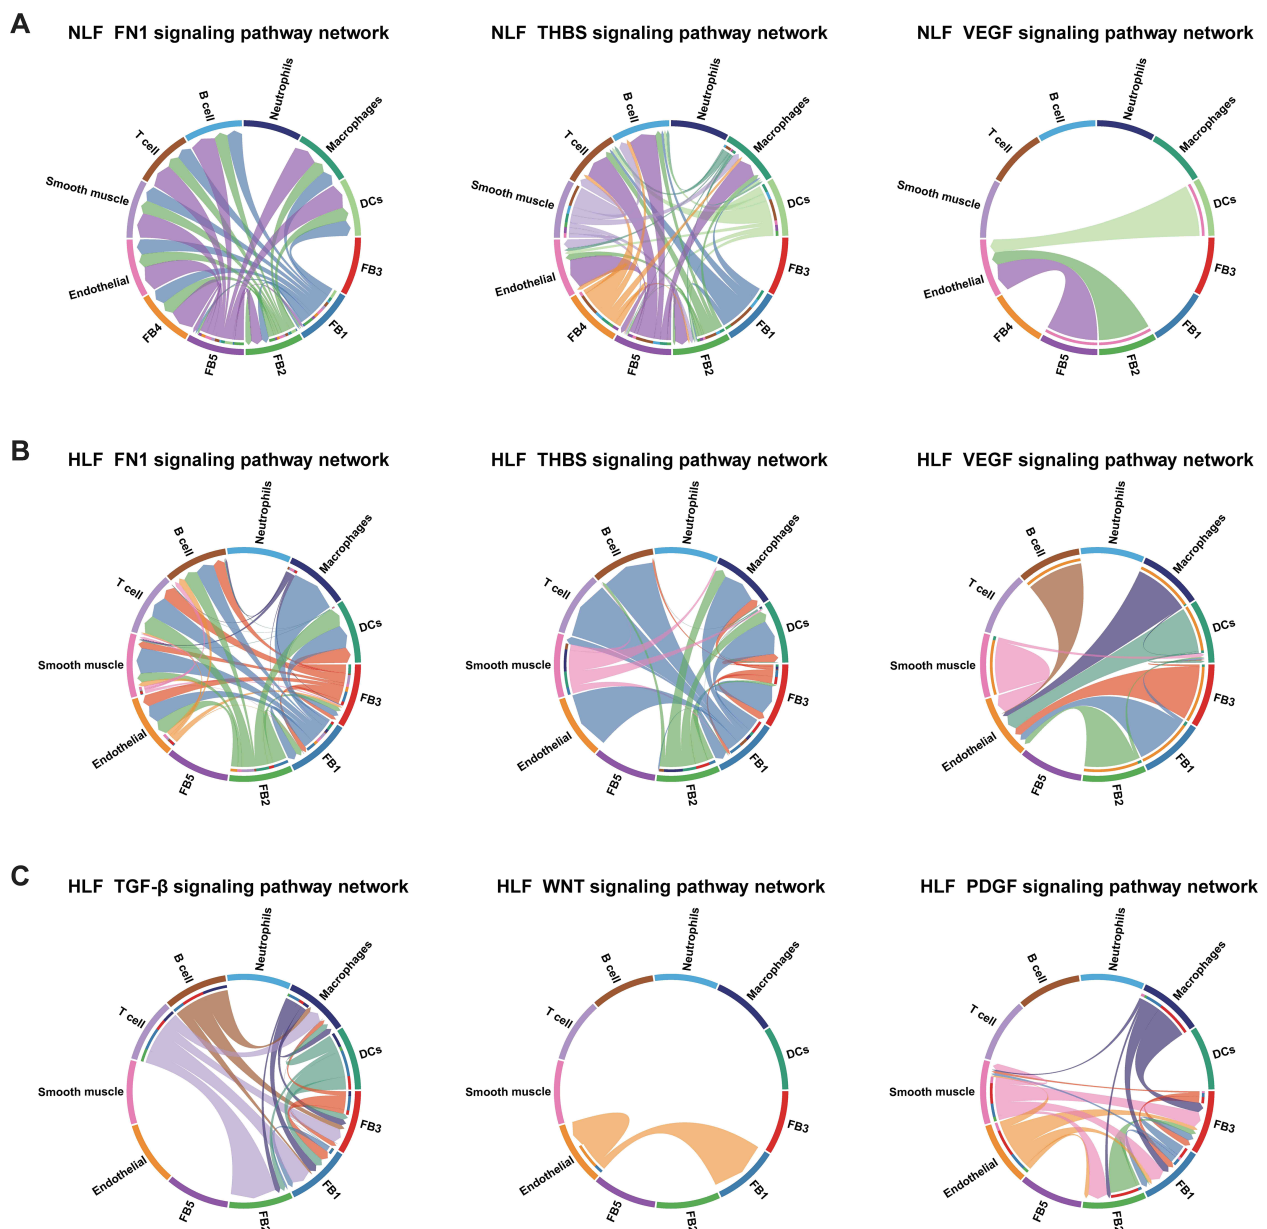 A
NLF FN1 signaling pathway network
NLF THBS signaling pathway network
NLF VEGF signaling pathway network
Neutrophils
B cell
Macrophages
T cell
DCs
Smooth muscle
FB3
Endothelial
FB1
FB4
FB2
FB5
Neutrophils
B cell
Macrophages
T cell
DCs
Smooth muscle
FB3
Endothelial
FB1
FB4
FB2
FB5
Neutrophils
B cell
Macrophages
T cell
DCs
Smooth muscle
FB3
Endothelial
FB1
FB4
FB2
FB5
B
HLF FN1 signaling pathway network
HLF THBS signaling pathway network
HLF VEGF signaling pathway network
Neutrophils
B cell
Macrophages
T cell
DCs
Smooth muscle
FB3
Endothelial
FB1
FB5
FB2
Neutrophils
B cell
Macrophages
T cell
DCs
Smooth muscle
FB3
Endothelial
FB1
FB5
FB2
Neutrophils
B cell
Macrophages
T cell
DCs
Smooth muscle
FB3
Endothelial
FB1
FB5
FB2
C
HLF TGF-β signaling pathway network
HLF WNT signaling pathway network
HLF PDGF signaling pathway network
Neutrophils
B cell
Macrophages
T cell
DCs
Smooth muscle
FB3
Endothelial
FB1
FB5
FB2
Neutrophils
B cell
Macrophages
T cell
DCs
Smooth muscle
FB3
Endothelial
FB1
FB5
FB2
Neutrophils
B cell
Macrophages
T cell
DCs
Smooth muscle
FB3
Endothelial
FB1
FB5
FB2